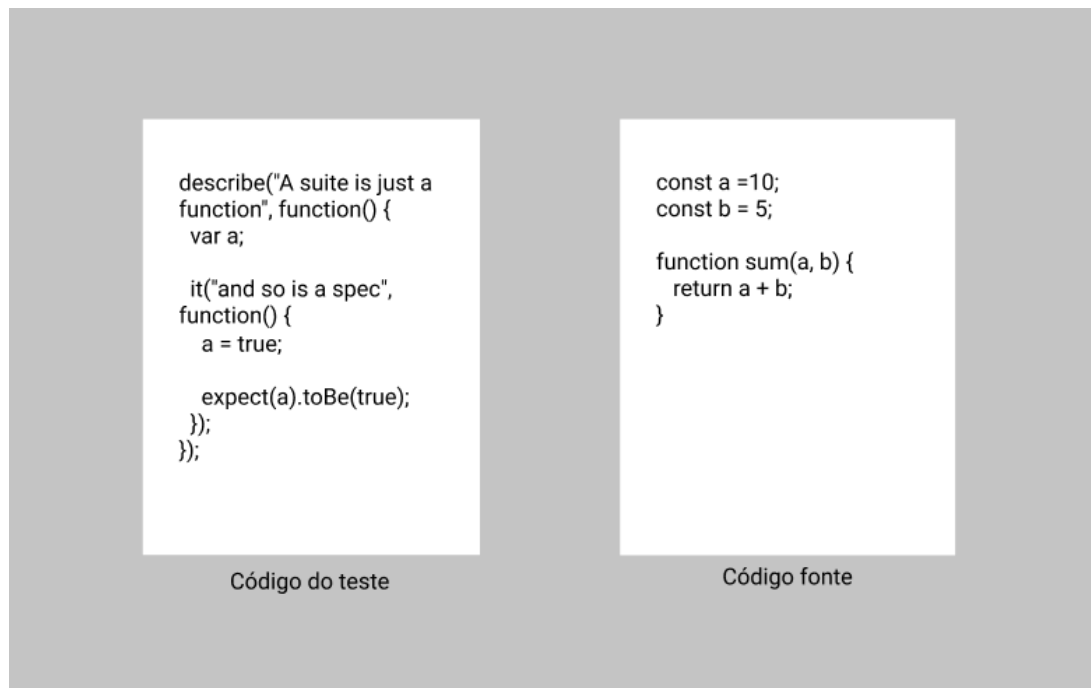 describe("A suite is just a
function", function() {
var a;
it("and so is a spec",
function() {
a = true;
expect(a).toBe(true);
});
});
Código do teste
const a =10;
const b = 5;
function sum(a, b) {
return a + b;
}
Código fonte